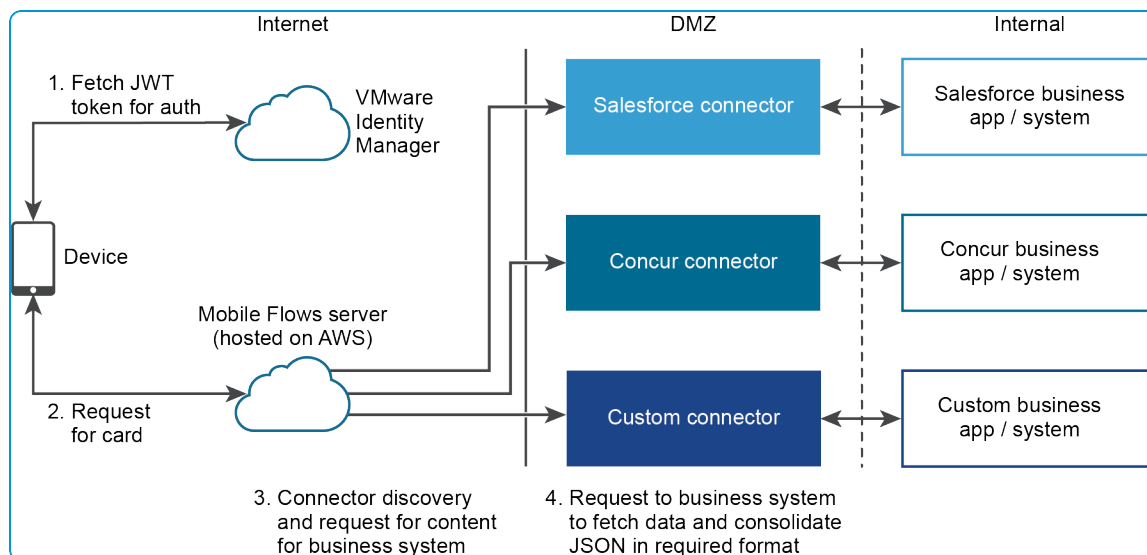 Internet
DMZ
Internal
1. Fetch JWT
token for auth
VMware
Identity
Manager
Salesforce connector
Salesforce business
app / system
Device
Concur connector
Concur business
app / system
Mobile Flows server
(hosted on AWS)
2. Request
for card
Custom connector
Custom business
app / system
3. Connector discovery
and request for content
for business system
4. Request to business system
to fetch data and consolidate
JSON in required format